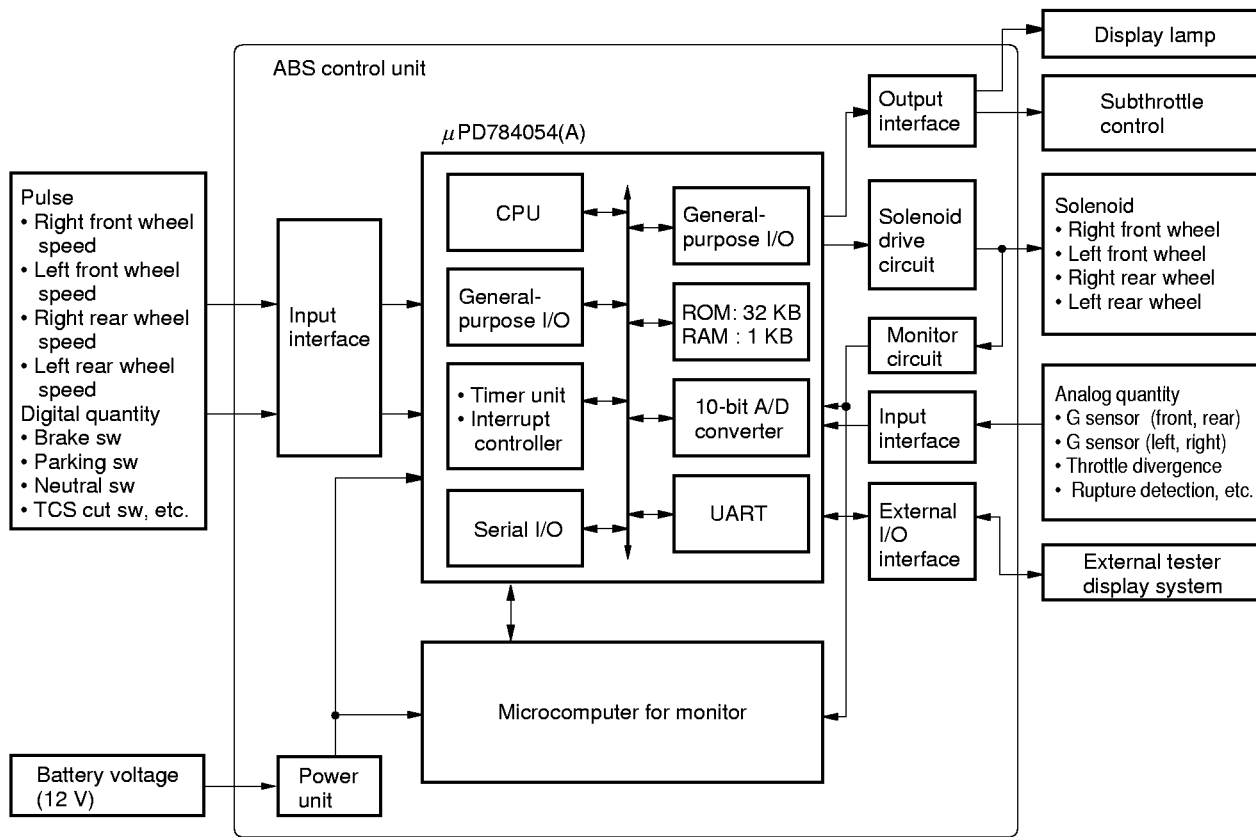 ABS control unit
μPD784054(A)
Pulse
• Right front wheel
speed
• Left front wheel
speed
• Right rear wheel
speed
• Left rear wheel
speed
Digital quantity
• Brake sw
• Parking sw
• Neutral sw
• TCS cut sw, etc.
Battery voltage
(12 V)
Input
interface
Power
unit
CPU
General-
purpose I/O
• Timer unit
• Interrupt
controller
Serial I/O
General-
purpose I/O
ROM: 32 KB
RAM : 1 KB
10-bit A/D
converter
UART
Microcomputer for monitor
Output
interface
Solenoid
drive
circuit
Monitor
circuit
Input
interface
External
I/O
interface
Display lamp
Subthrottle
control
Solenoid
• Right front wheel
• Left front wheel
• Right rear wheel
• Left rear wheel
Analog quantity
• G sensor (front, rear)
• G sensor (left, right)
• Throttle divergence
• Rupture detection, etc.
External tester
display system